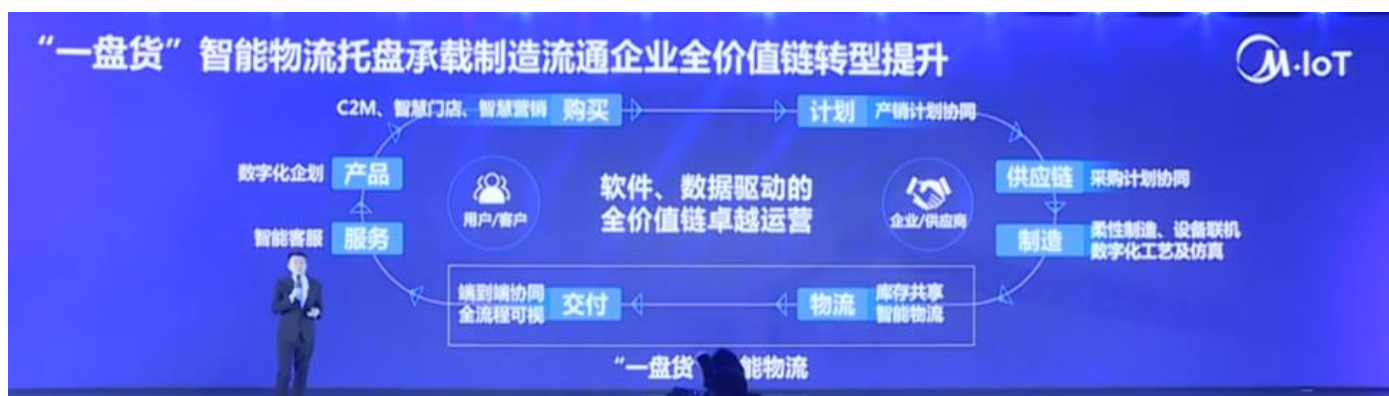 “一盘货”智能物流托盘承载制造流通企业全价值链转型提升
M·IoT
C2M、智慧门店、智慧营销 购买
计划 产销计划协同
数字化企划 产品
用户/客户
软件、数据驱动的
全价值链卓越运营
企业/供应商
供应链 采购计划协同
智能客服 服务
制造
柔性制造、设备联机
数字化工艺及仿真
端到端协同
全流程可视
交付
物流
库存共享
智能物流
“一盘货
能物流